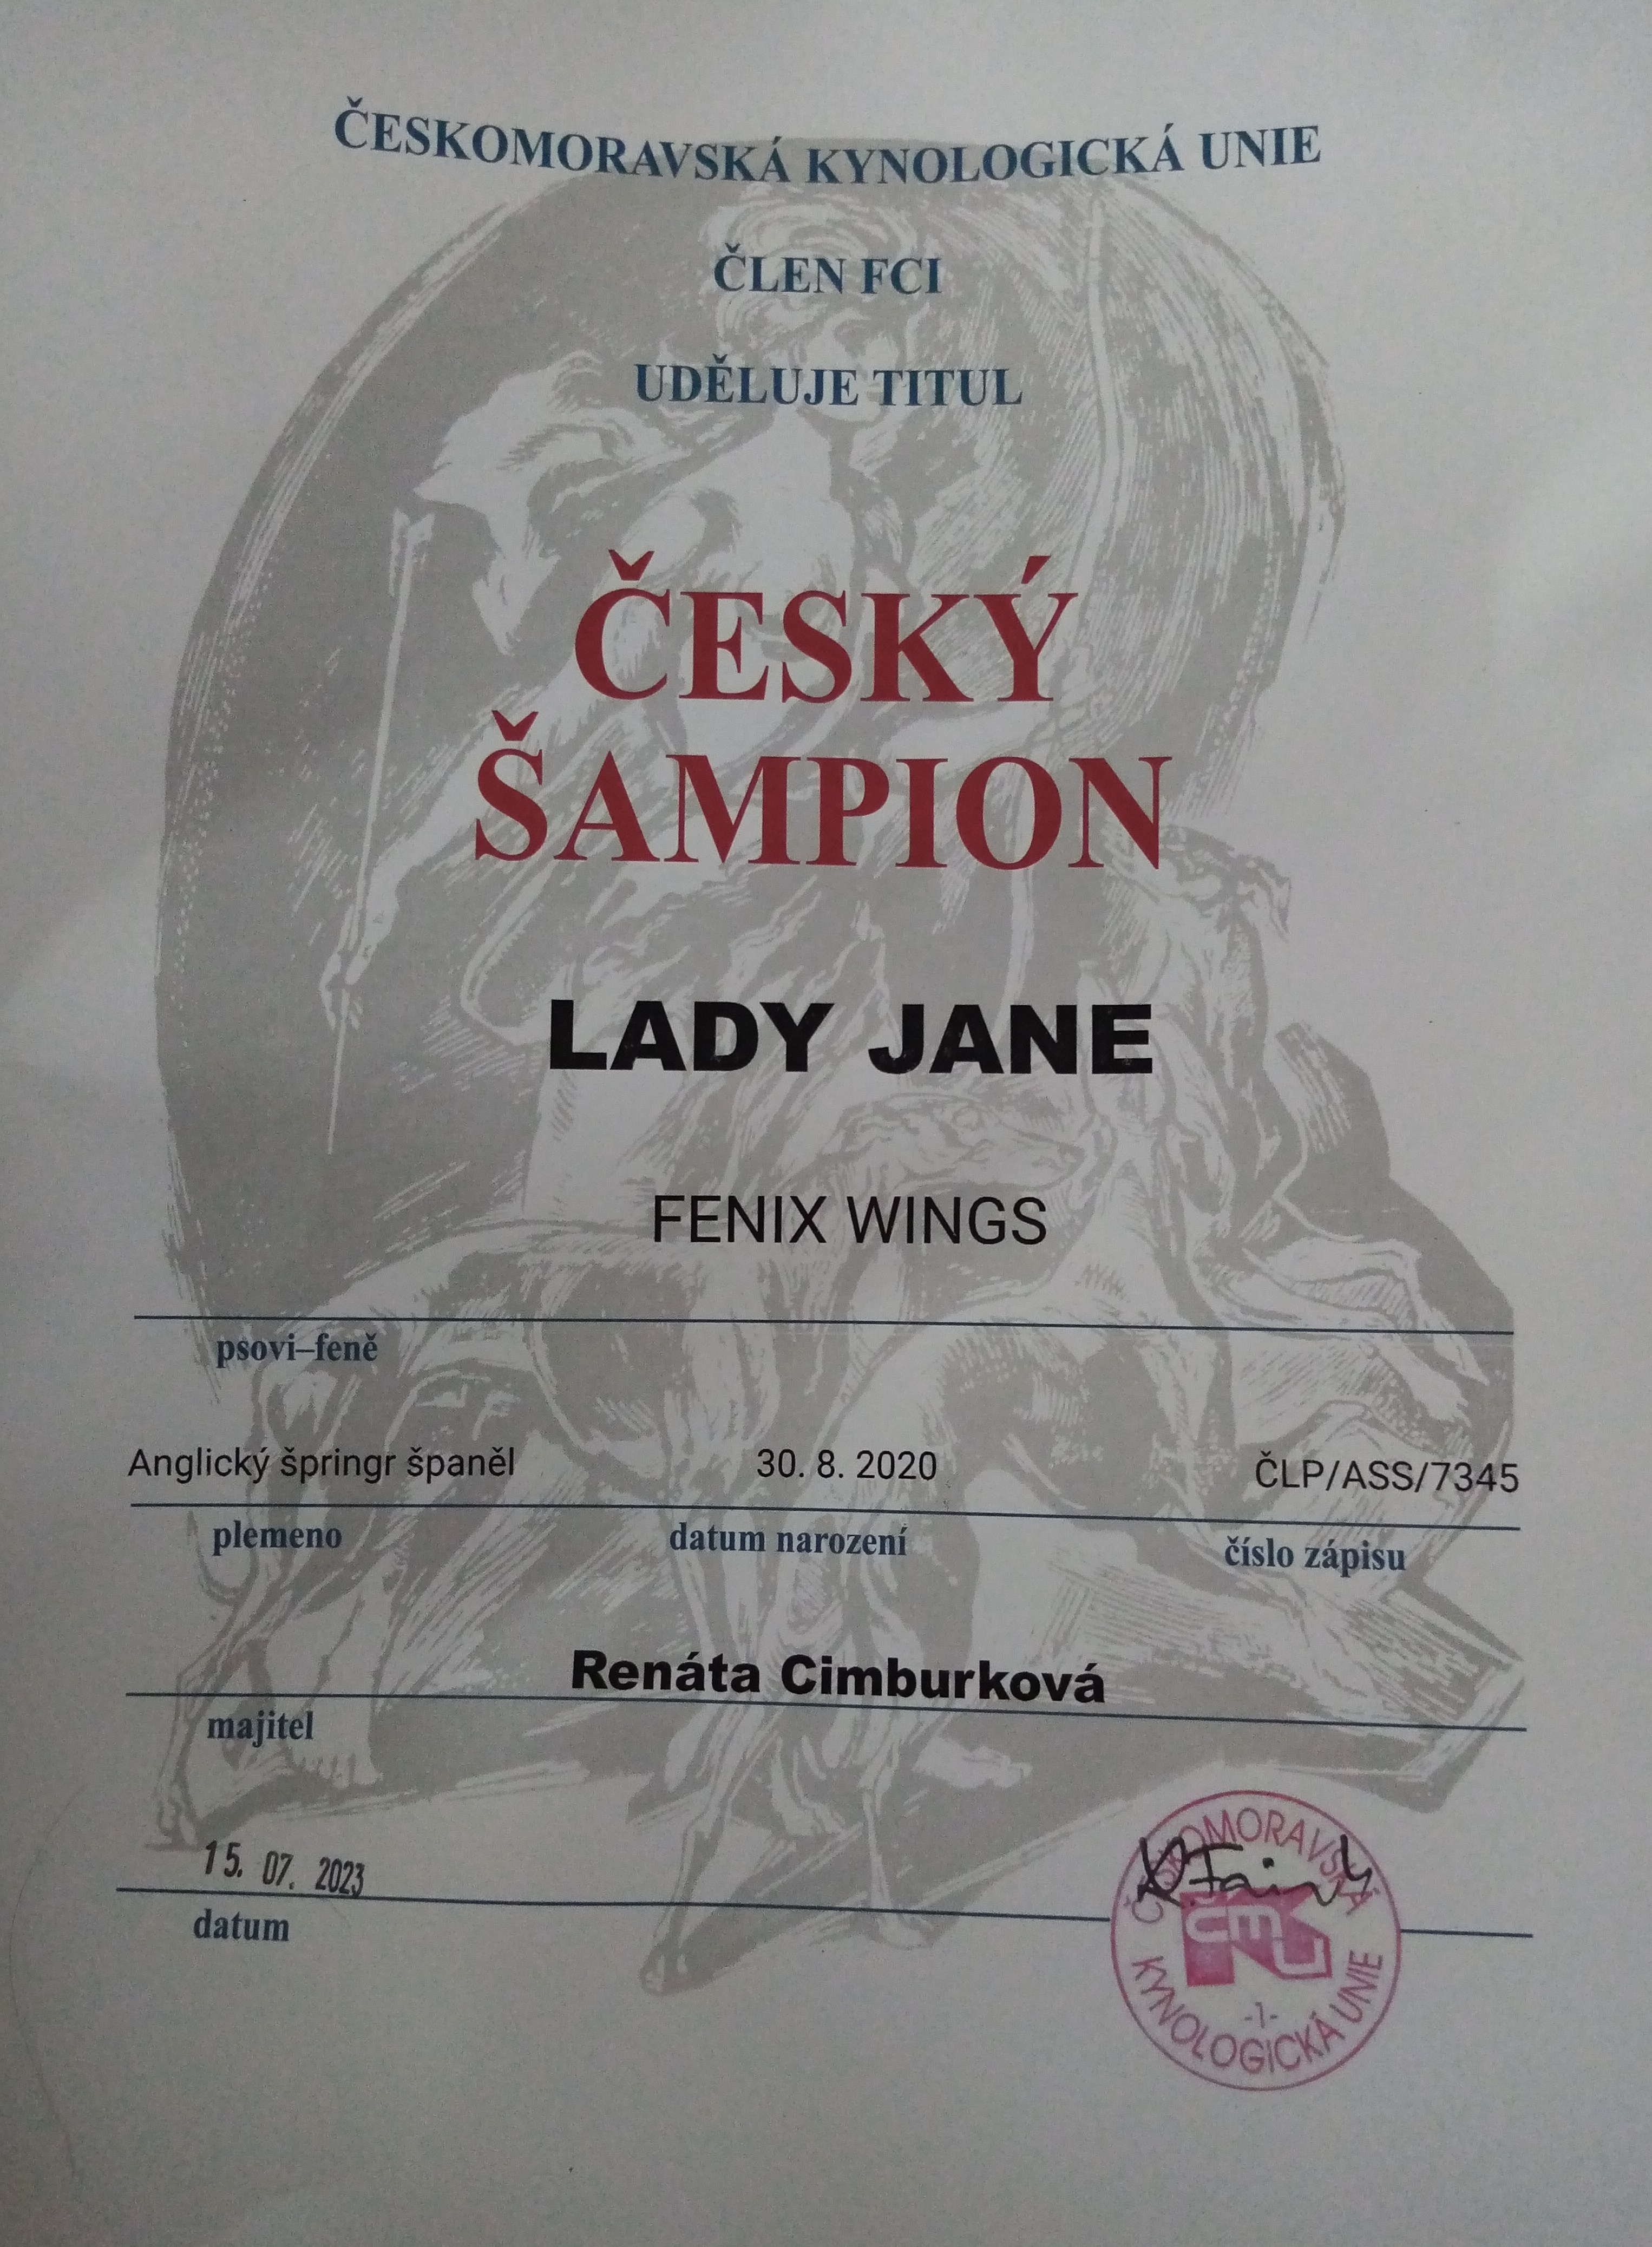 ČESKOMORAVSKÁ KYNOLOGICKÁ UNIE
ČLEN FCI
UDĚLUJE TITUL
ČESKÝ
ŠAMPION
LADY JANE
FENIX WINGS
psovi–feně
Anglický špringr španěl 30. 8. 2020 ČLP/ASS/7345
plemeno datum narození číslo zápisu
Renáta Cimburková
majitel
15. 07. 2023
datum
ČESKOMORAVSKÁ
KYNOLOGICKÁ UNIE
-1-